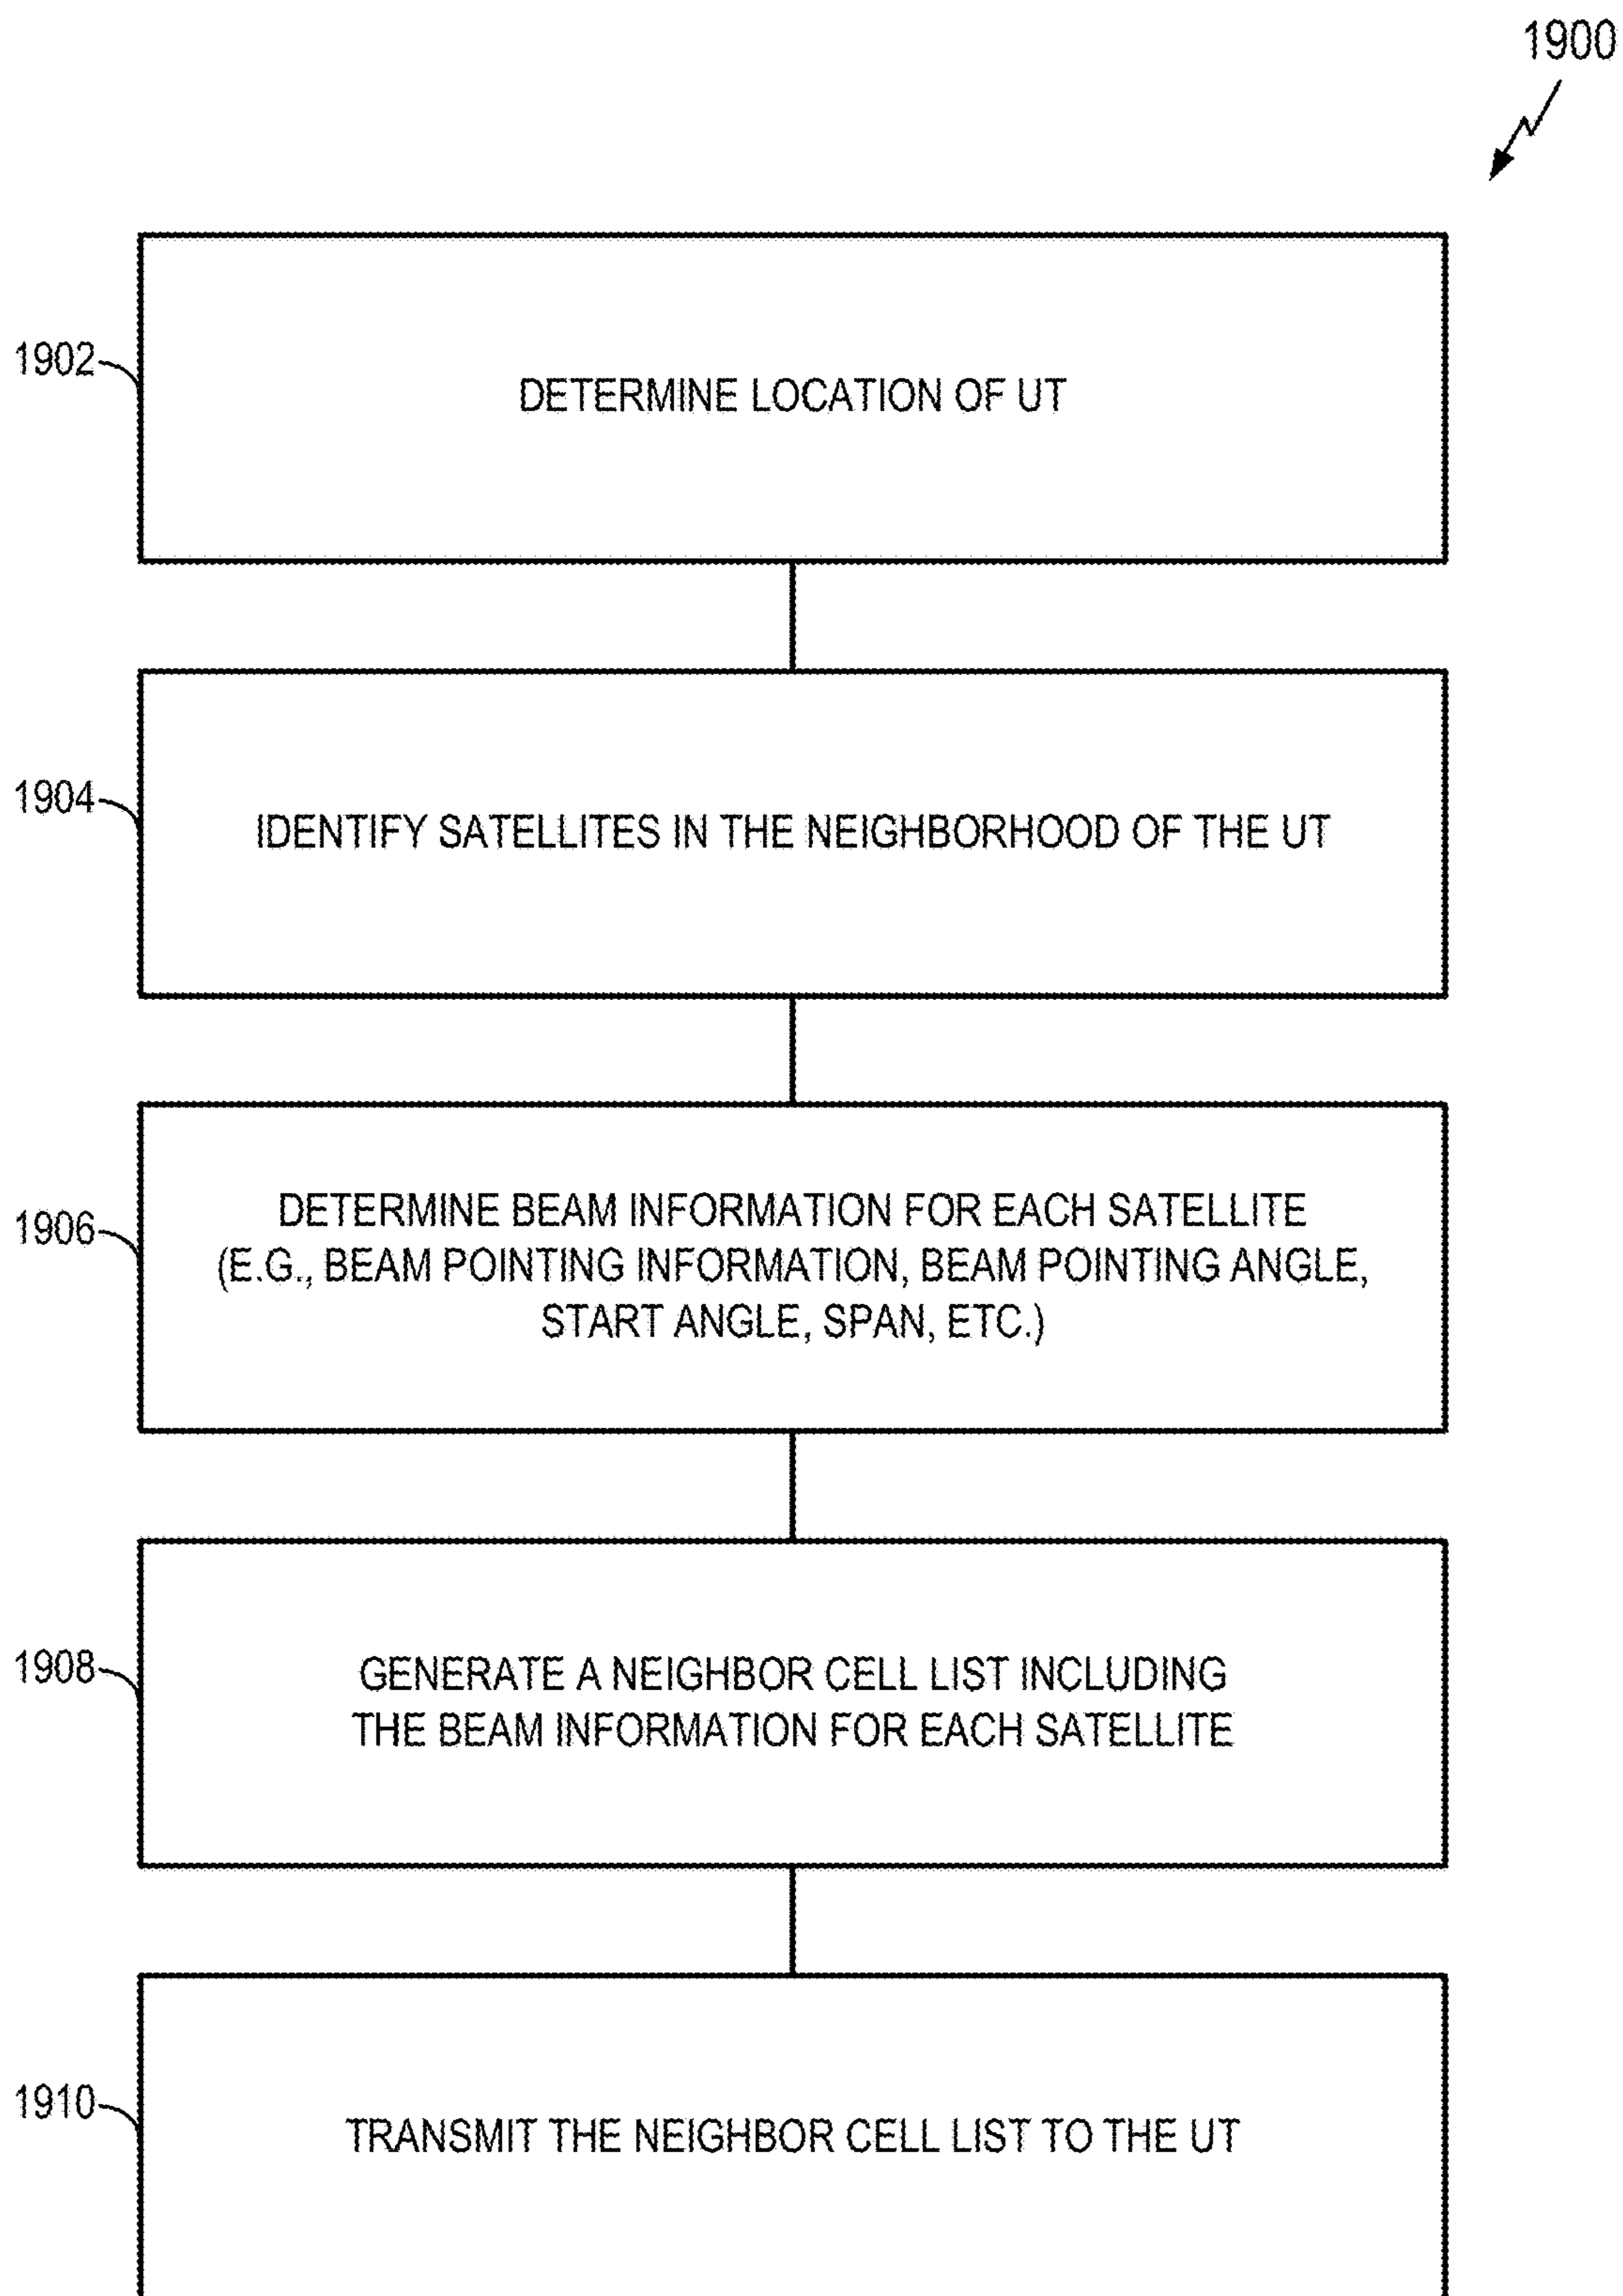 1900
1902
DETERMINE LOCATION OF UT
1904
IDENTIFY SATELLITES IN THE NEIGHBORHOOD OF THE UT
1906
DETERMINE BEAM INFORMATION FOR EACH SATELLITE
(E.G., BEAM POINTING INFORMATION, BEAM POINTING ANGLE,
START ANGLE, SPAN, ETC.)
1908
GENERATE A NEIGHBOR CELL LIST INCLUDING
THE BEAM INFORMATION FOR EACH SATELLITE
1910
TRANSMIT THE NEIGHBOR CELL LIST TO THE UT